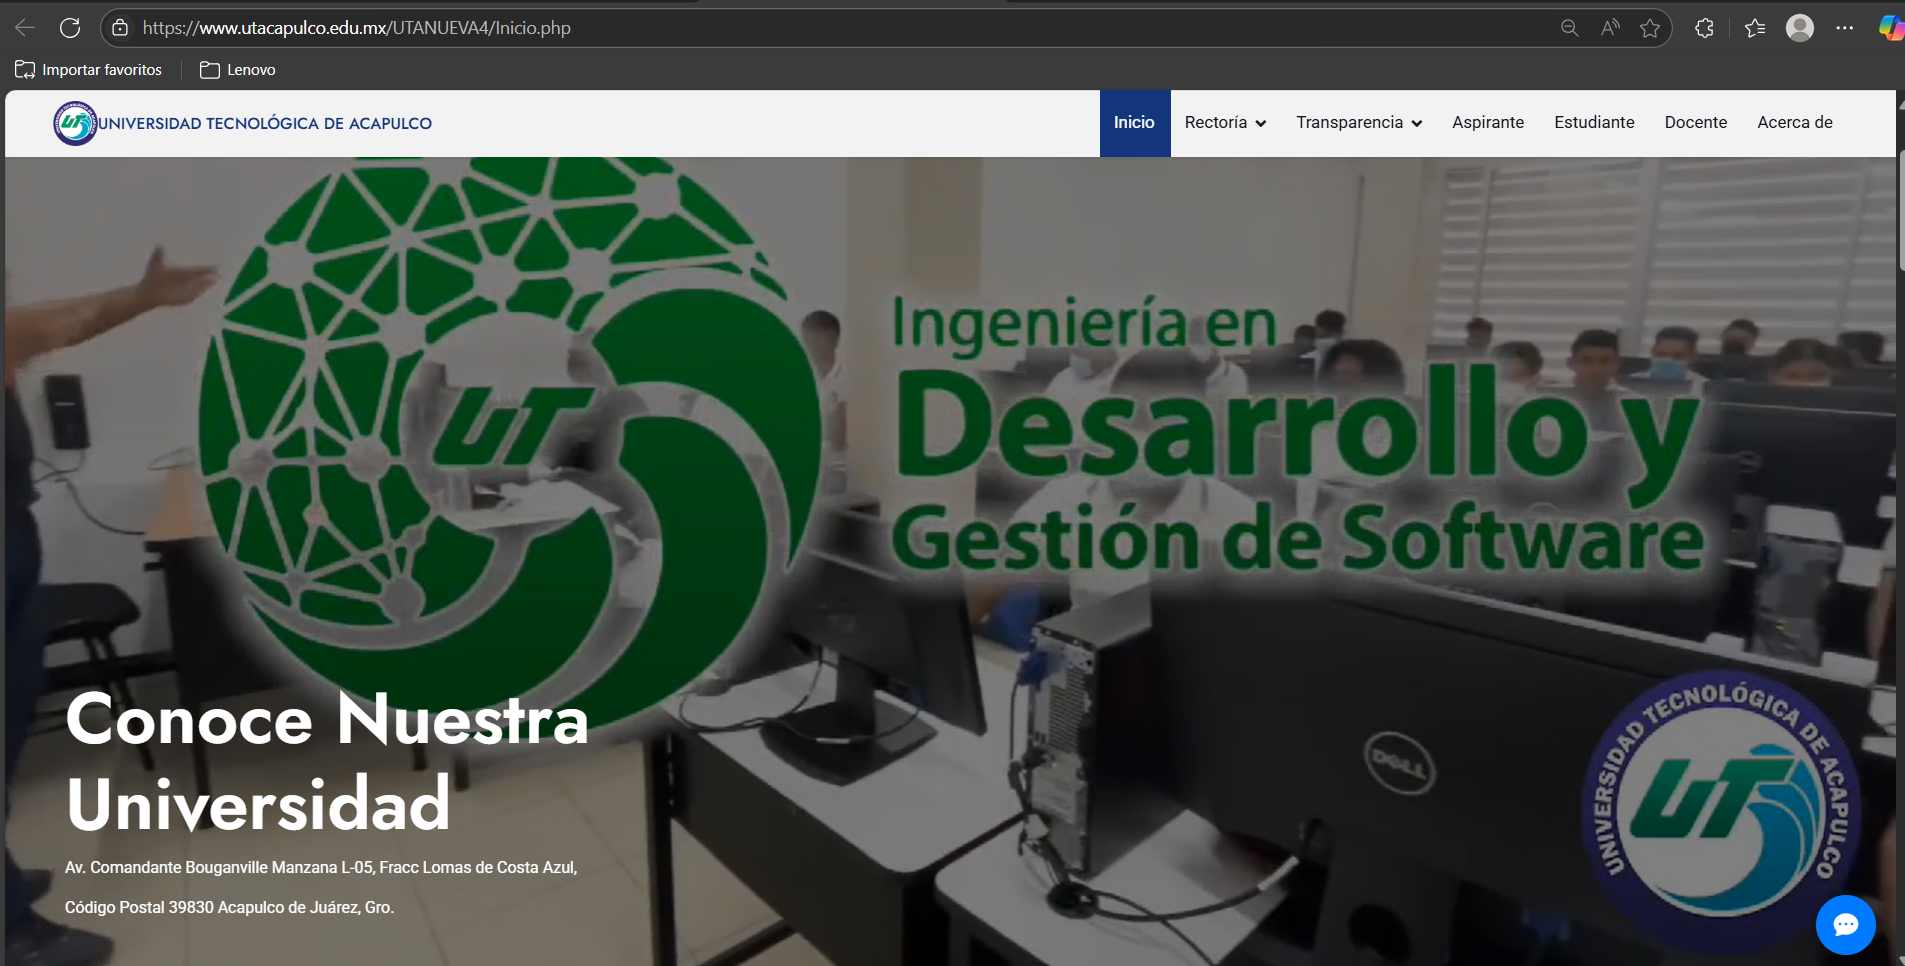 https://www.utacapulco.edu.mx/UTANUEVA4/Inicio.php
Importar favoritos
Lenovo
UNIVERSIDAD TECNOLÓGICA DE ACAPULCO
Inicio
Rectoría
Transparencia
Aspirante
Estudiante
Docente
Acerca de
UT
Ingeniería en
Desarrollo y
Gestión de Software
Conoce Nuestra
Universidad
Av. Comandante Bouganville Manzana L-05, Fracc Lomas de Costa Azul,
Código Postal 39830 Acapulco de Juárez, Gro.
DELL
UNIVERSIDAD TECNOLÓGICA DE ACAPULCO
UT